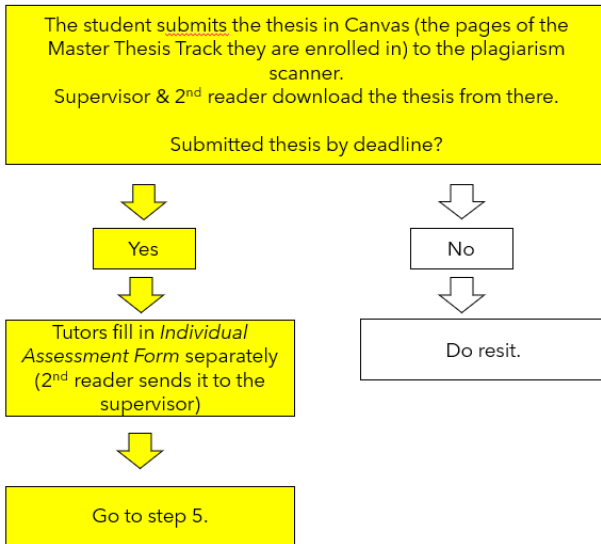 The student submits the thesis in Canvas (the pages of the
Master Thesis Track they are enrolled in) to the plagiarism
scanner.
Supervisor & 2nd reader download the thesis from there.
Submitted thesis by deadline?
Yes
No
Tutors fill in Individual
Assessment Form separately
(2nd reader sends it to the
supervisor)
Do resit.
Go to step 5.